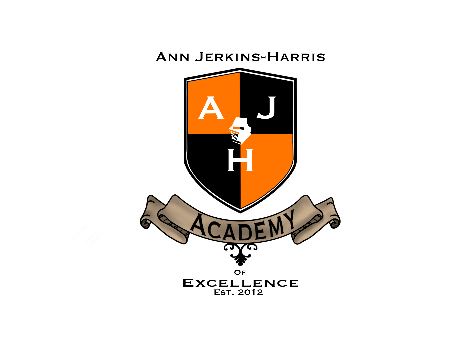 ANN JERKINS-HARRIS
A J
H
ACADEMY
OF
EXCELLENCE
EST. 2012